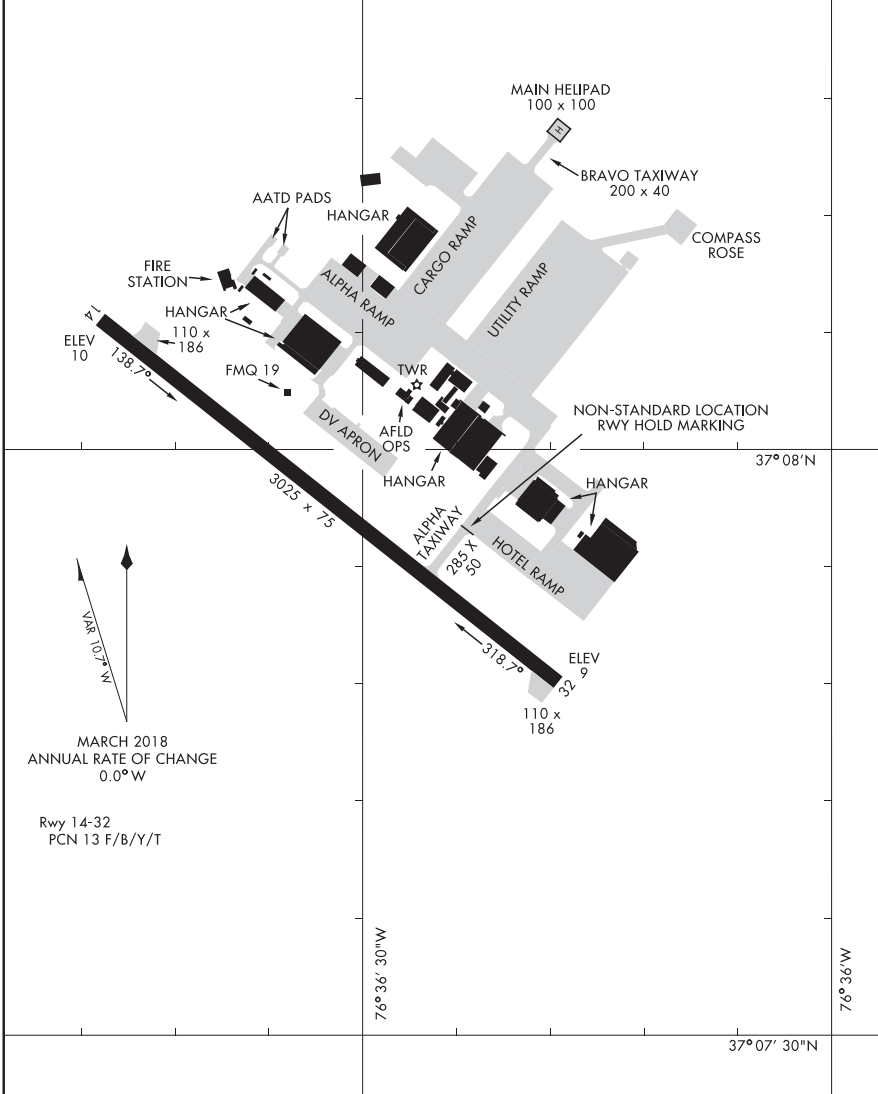 MAIN HELIPAD
100 x 100
H
BRAVO TAXIWAY
200 x 40
AATD PADS
HANGAR
CARGO RAMP
COMPASS
ROSE
FIRE
STATION
ALPHA RAMP
UTILITY RAMP
HANGAR
14
110 x
186
ELEV
10
138.7°
FMQ 19
TWR
AFLD
OPS
DV APRON
NON-STANDARD LOCATION
RWY HOLD MARKING
37° 08'N
HANGAR
HANGAR
3025 x 75
ALPHA
TAXIWAY
285 X
50
HOTEL RAMP
VAR 10.7° W
318.7°
ELEV
9
32
110 x
186
MARCH 2018
ANNUAL RATE OF CHANGE
0.0° W
Rwy 14-32
PCN 13 F/B/Y/T
76° 36' 30"W
76° 36'W
37° 07' 30"N